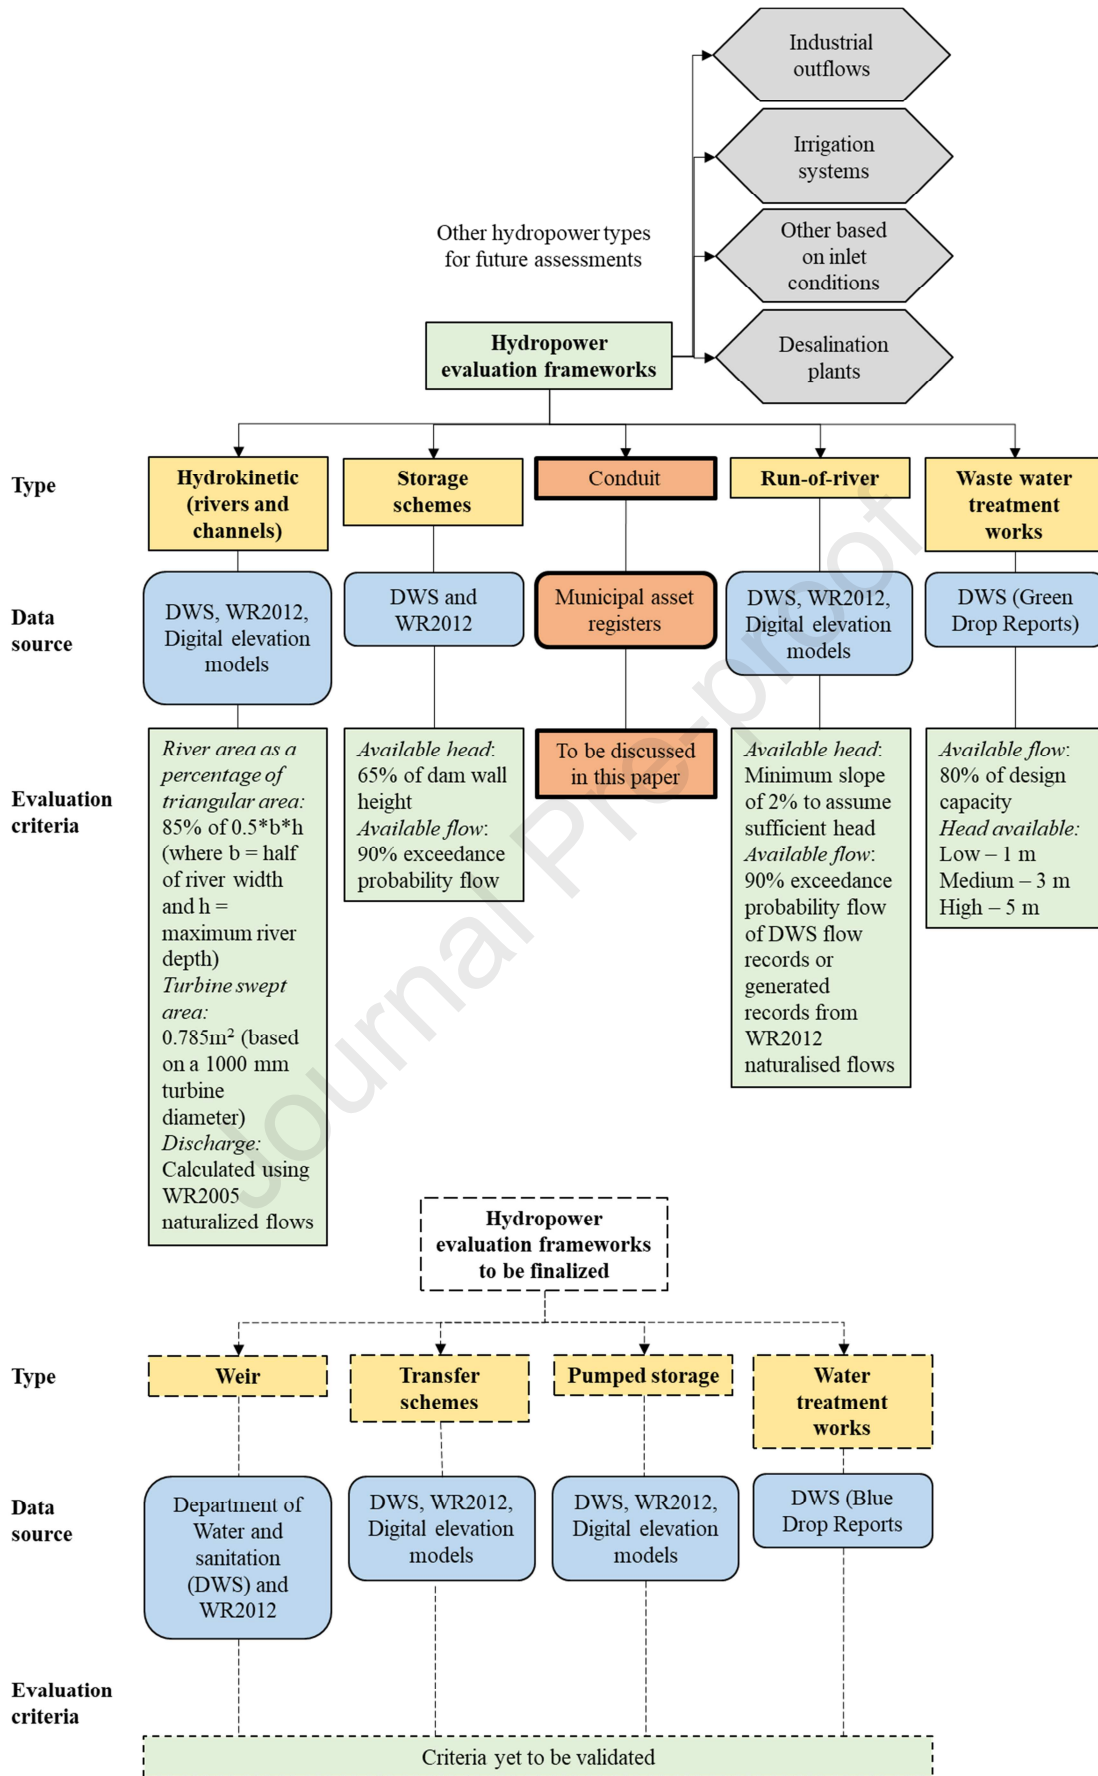 Industrial
outflows
Irrigation
systems
Other hydropower types
for future assessments
Other based
on inlet
conditions
Hydropower
evaluation frameworks
Desalination
plants
Type
Hydrokinetic
(rivers and
channels)
Storage
schemes
Conduit
Run-of-river
Waste water
treatment
works
Data
source
DWS, WR2012,
Digital elevation
models
DWS and
WR2012
Municipal asset
registers
DWS, WR2012,
Digital elevation
models
DWS (Green
Drop Reports)
Evaluation
criteria
River area as a
percentage of
triangular area:
85% of 0.5*b*h
(where b = half
of river width
and h =
maximum river
depth)
Turbine swept
area:
0.785m² (based
on a 1000 mm
turbine
diameter)
Discharge:
Calculated using
WR2005
naturalized flows
Available head:
65% of dam wall
height
Available flow:
90% exceedance
probability flow
To be discussed
in this paper
Available head:
Minimum slope
of 2% to assume
sufficient head
Available flow:
90% exceedance
probability flow
of DWS flow
records or
generated
records from
WR2012
naturalised flows
Available flow:
80% of design
capacity
Head available:
Low – 1 m
Medium – 3 m
High – 5 m
Journal Pre-proof
Hydropower
evaluation frameworks
to be finalized
Type
Weir
Transfer
schemes
Pumped storage
Water
treatment
works
Data
source
Department of
Water and
sanitation
(DWS) and
WR2012
DWS, WR2012,
Digital elevation
models
DWS, WR2012,
Digital elevation
models
DWS (Blue
Drop Reports
Evaluation
criteria
Criteria yet to be validated